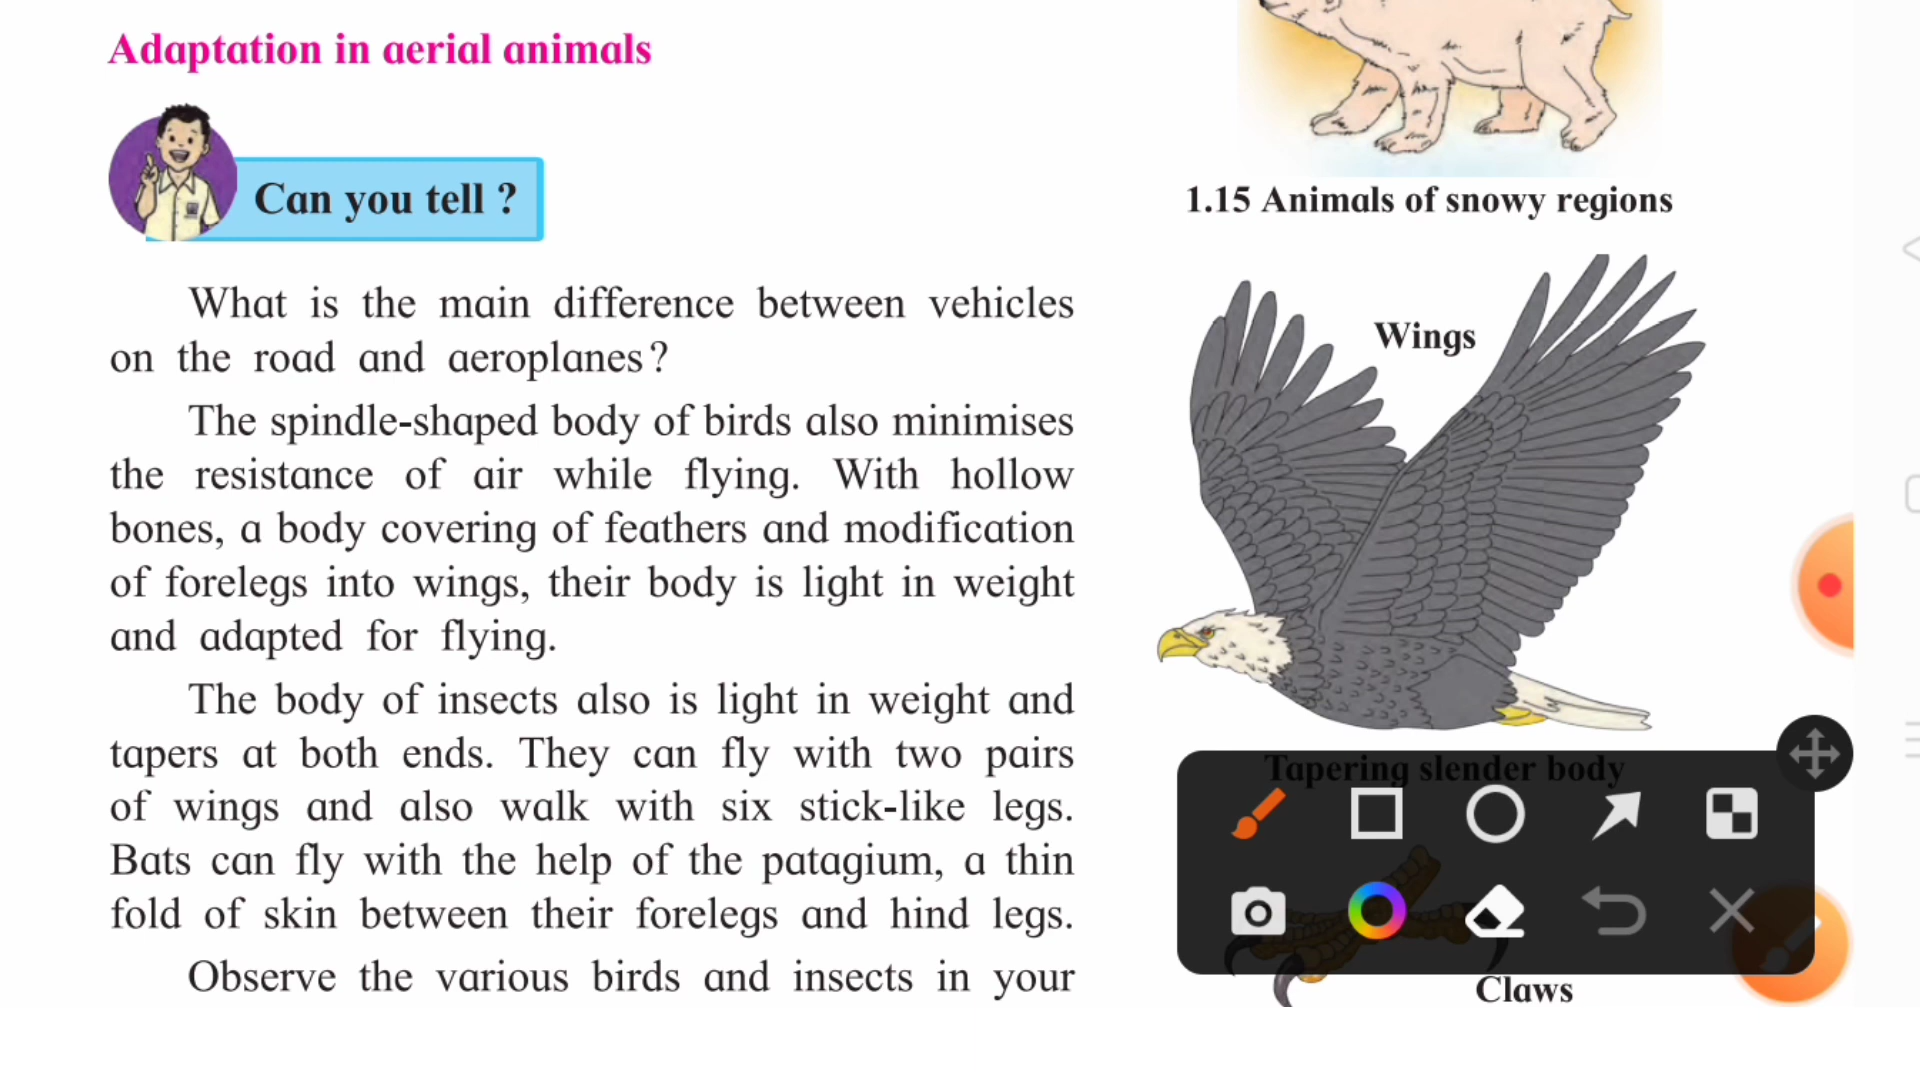 Adaptation in aerial animals
Can you tell ?
What is the main difference between vehicles
on the road and aeroplanes?
The spindle-shaped body of birds also minimises
the resistance of air while flying. With hollow
bones, a body covering of feathers and modification
of forelegs into wings, their body is light in weight
and adapted for flying.
The body of insects also is light in weight and
tapers at both ends. They can fly with two pairs
of wings and also walk with six stick-like legs.
Bats can fly with the help of the patagium, a thin
fold of skin between their forelegs and hind legs.
Observe the various birds and insects in your
1.15 Animals of snowy regions
Wings
Tapering slender body
Claws